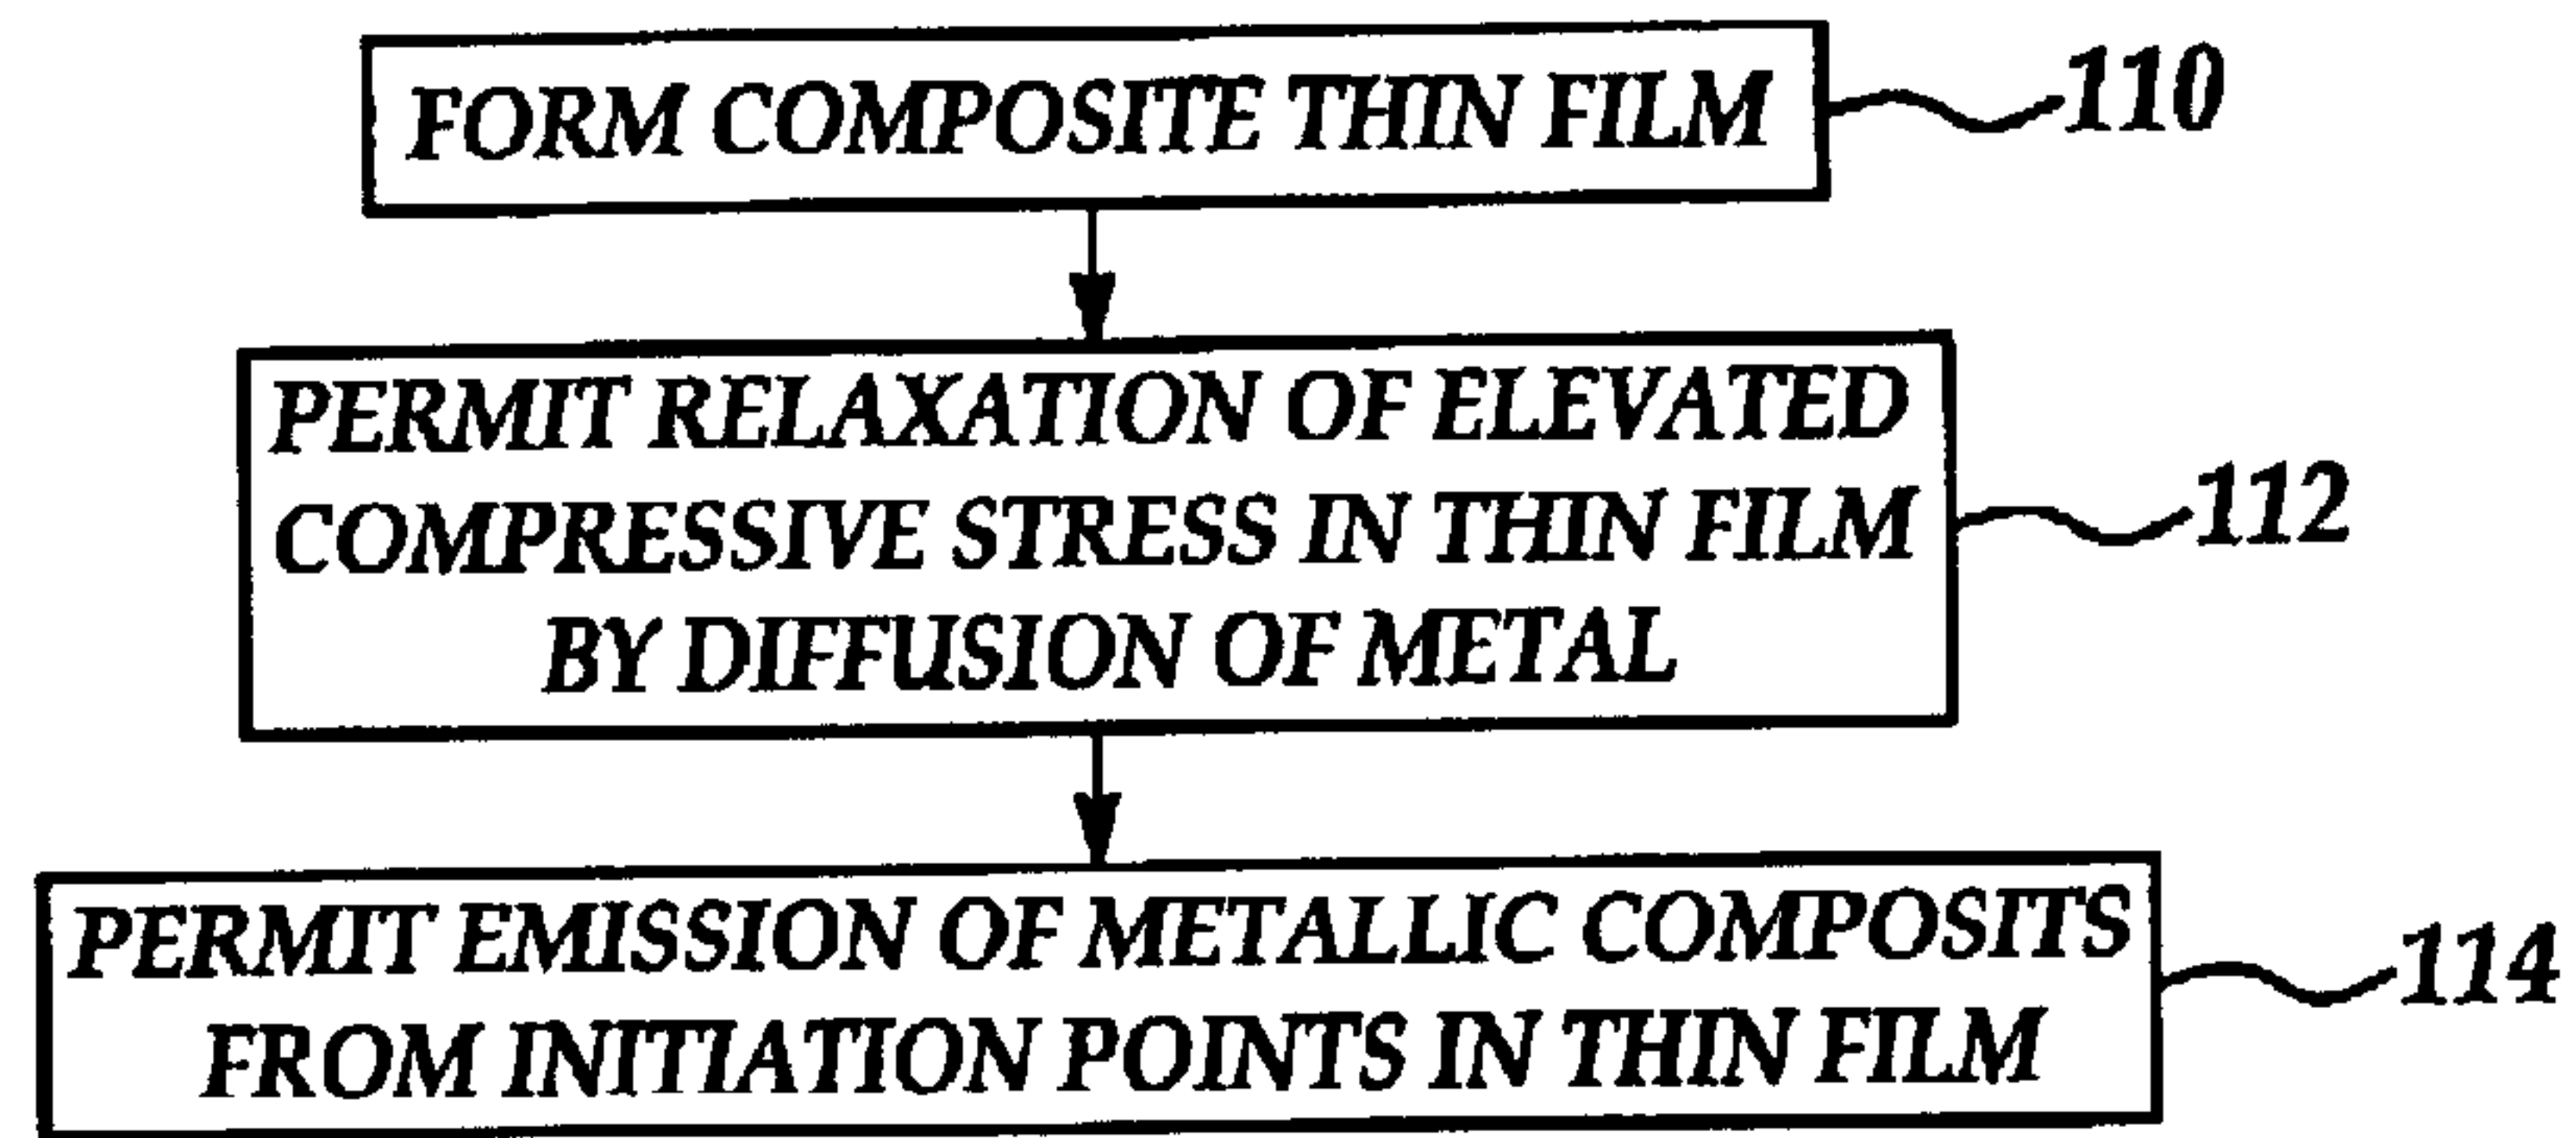 FORM COMPOSITE THIN FILM
110
PERMIT RELAXATION OF ELEVATED
COMPRESSIVE STRESS IN THIN FILM
BY DIFFUSION OF METAL
112
PERMIT EMISSION OF METALLIC COMPOSITS
FROM INITIATION POINTS IN THIN FILM
114